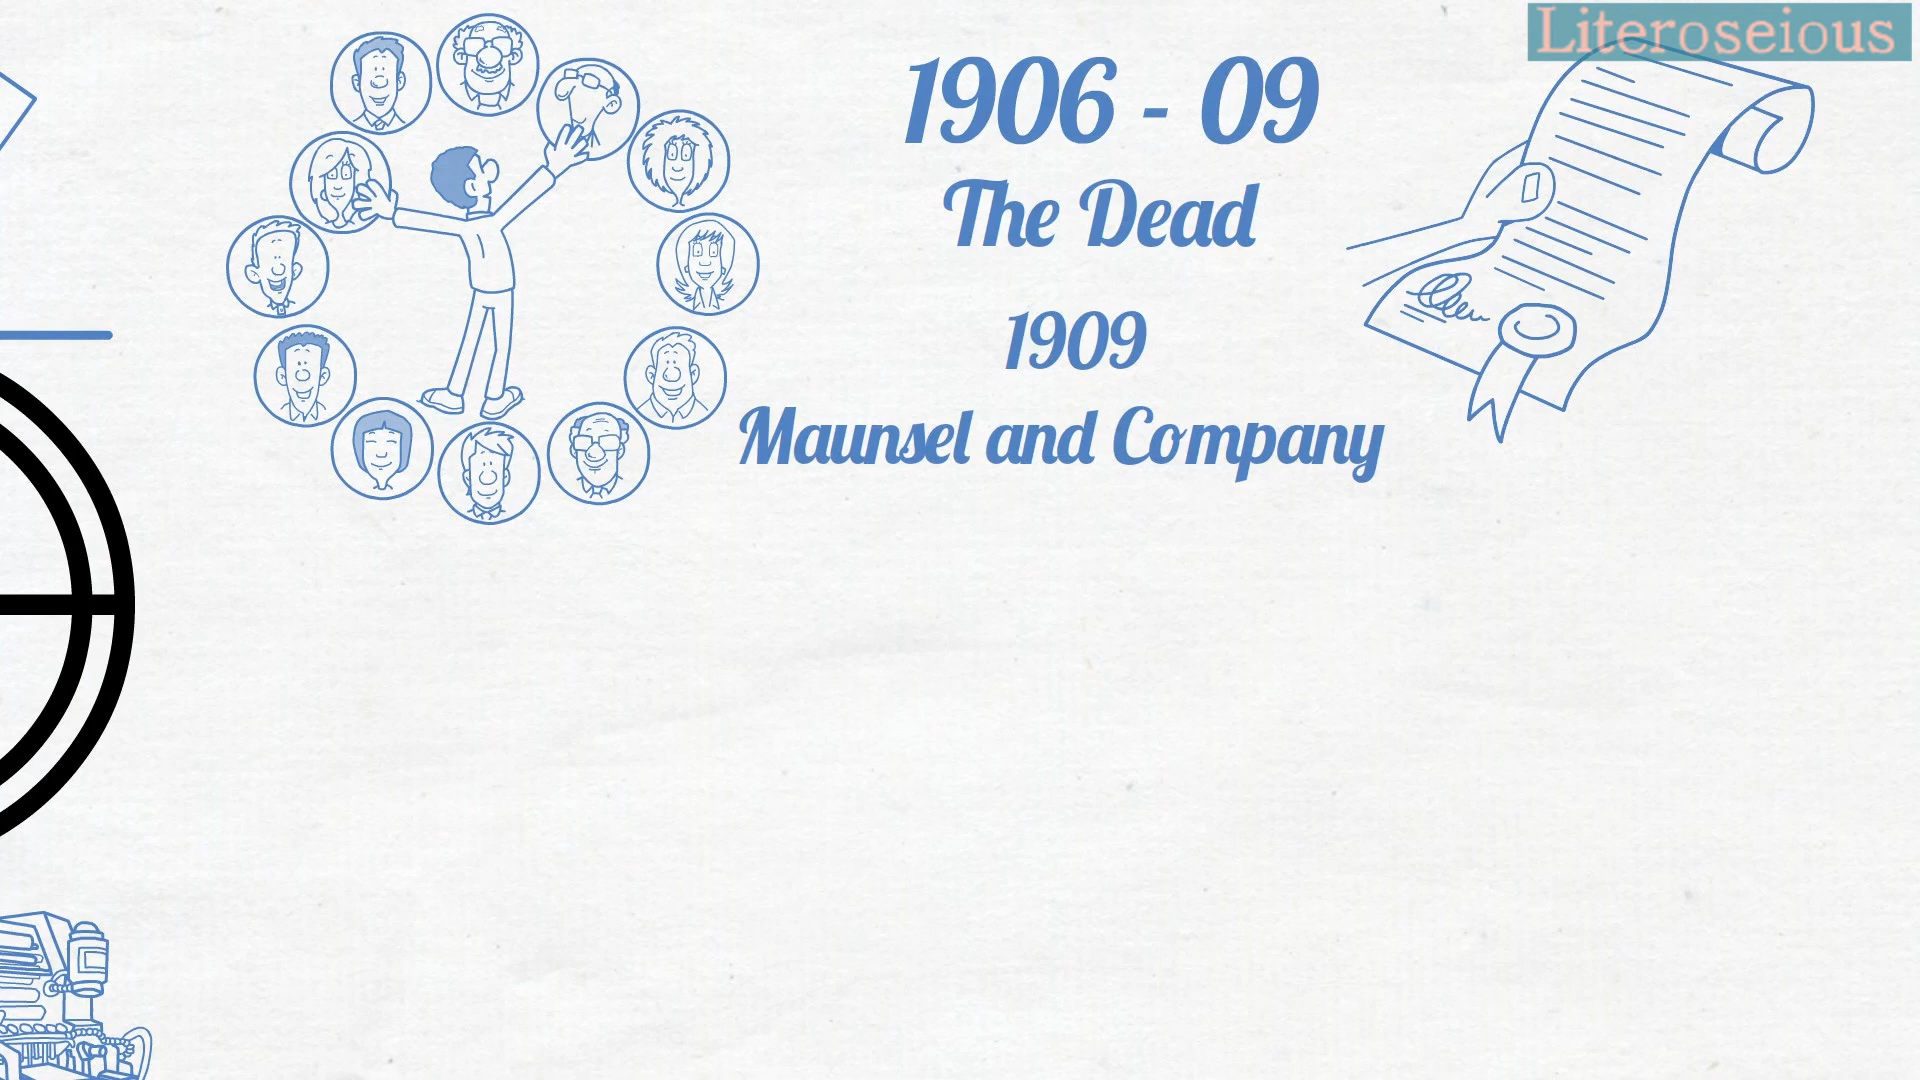 Literoseious
1906 - 09
The Dead
1909
Maunsel and Company